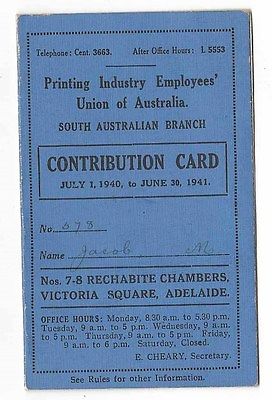 Telephone: Cent. 3663. After Office Hours: L 5553
Printing Industry Employees'
Union of Australia.
SOUTH AUSTRALIAN BRANCH
CONTRIBUTION CARD
JULY 1, 1940, to JUNE 30, 1941.
No. 678
Name Jacob M
Nos. 7-8 RECHABITE CHAMBERS,
VICTORIA SQUARE, ADELAIDE.
OFFICE HOURS: Monday, 8.30 a.m. to 5.30 p.m.
Tuesday, 9 a.m. to 5 p.m. Wednesday, 9 a.m.
to 5 p.m. Thursday, 9 a.m. to 5 p.m. Friday,
9 a.m. to 6 p.m. Saturday, Closed.
E. CHEARY, Secretary.
See Rules for other information.